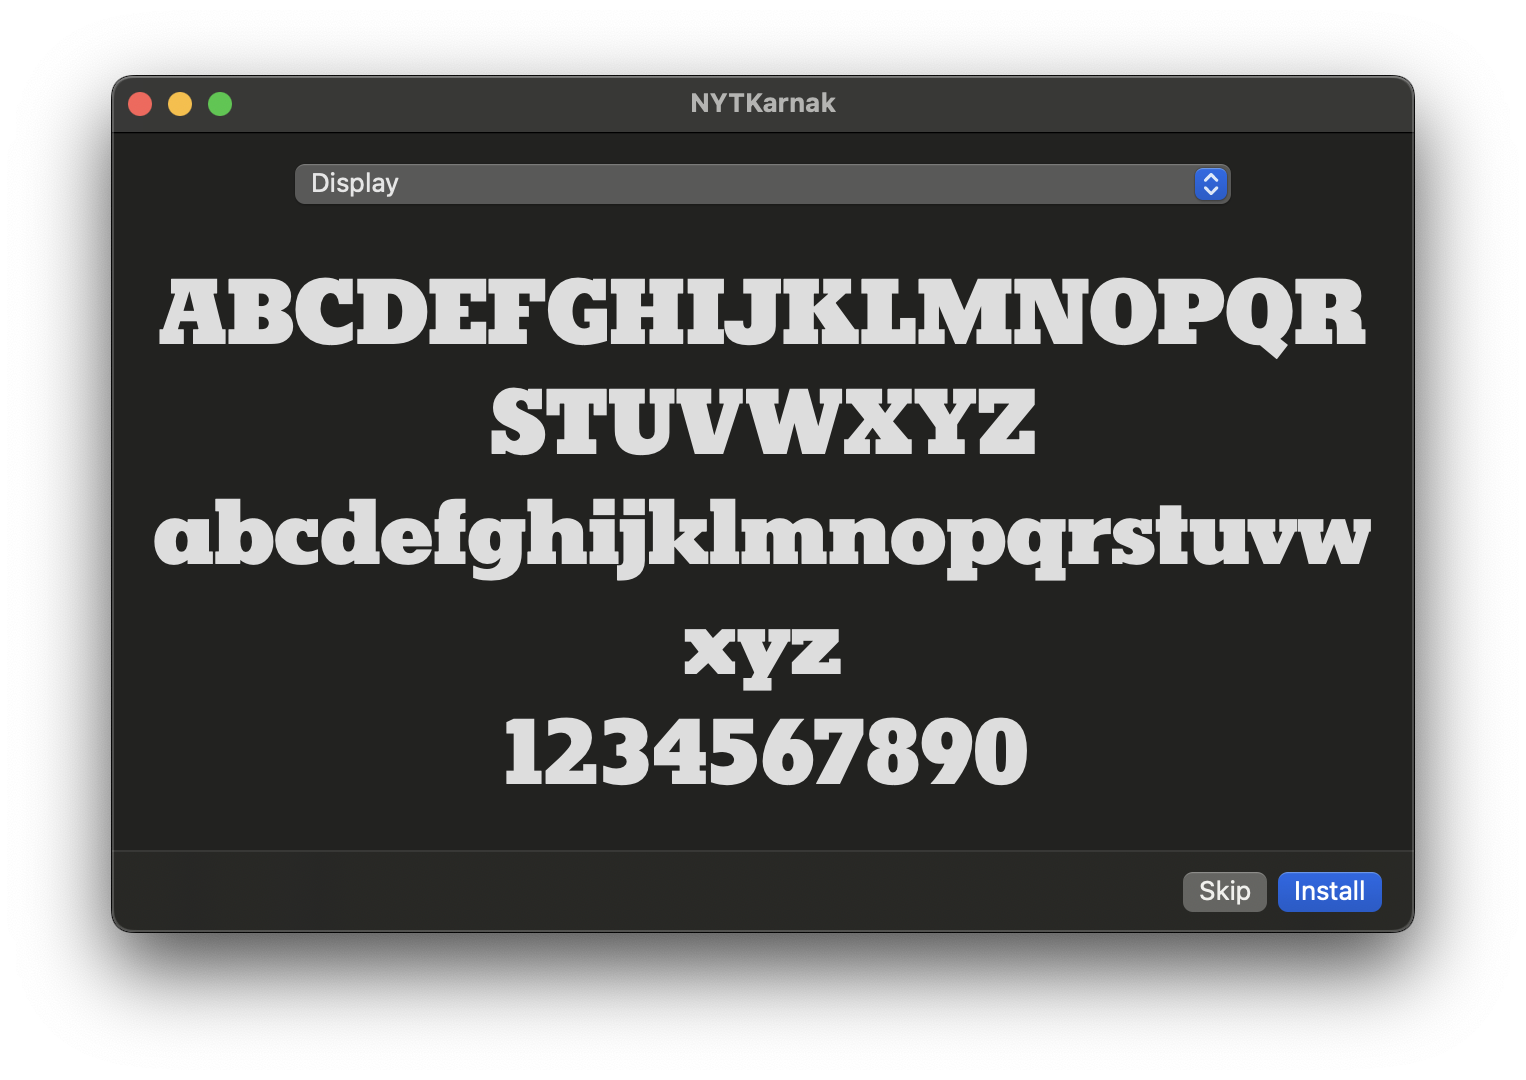 NYTKarnak
Display
ABCDEFGHIJKLMNOPQR
STUVWXYZ
abcdefghijklmnopqrstuvw
xyz
1234567890
Skip
Install